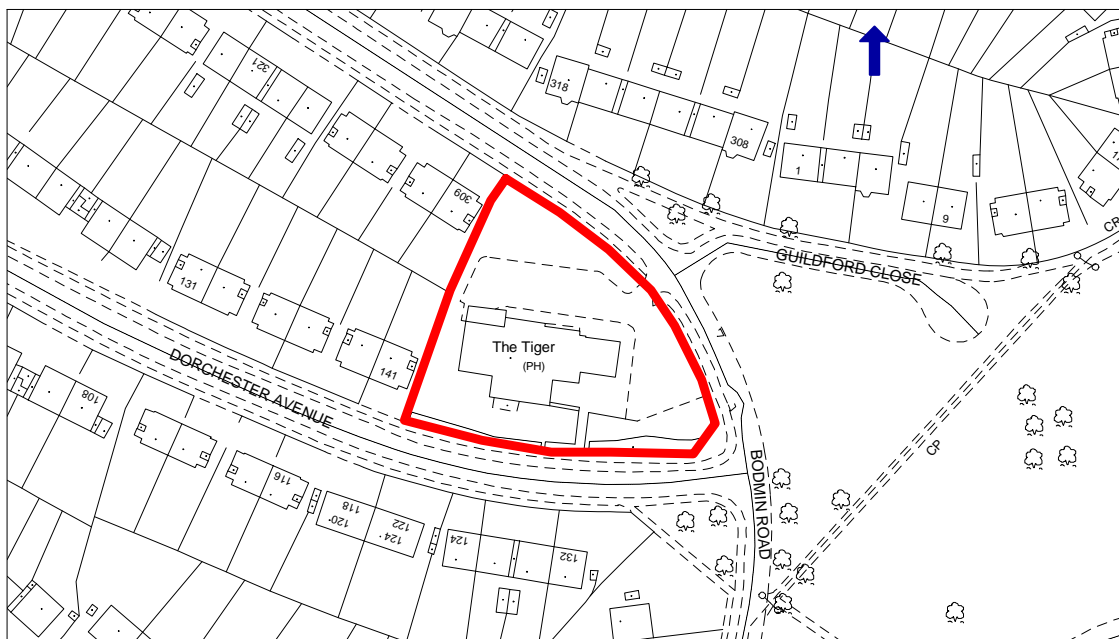 321
318
308
1
309
9
CR
GUILDFORD CLOSE
131
The Tiger
(PH)
141
DORCHESTER AVENUE
108
CP
BODMIN ROAD
116
118
120
122
124
124
132